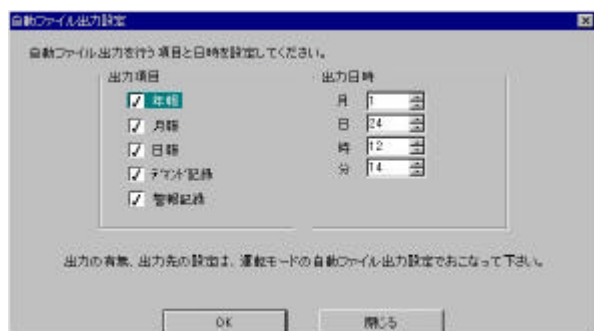 自動ファイル出力設定
自動ファイル出力を行う項目と日時を設定してください。
出力項目
年報
月報
日報
デマンド記録
警報記録
出力日時
月 1
日 24
時 12
分 14
出力の有無、出力先の設定は、運転モードの自動ファイル出力設定でおこなって下さい。
OK
閉じる